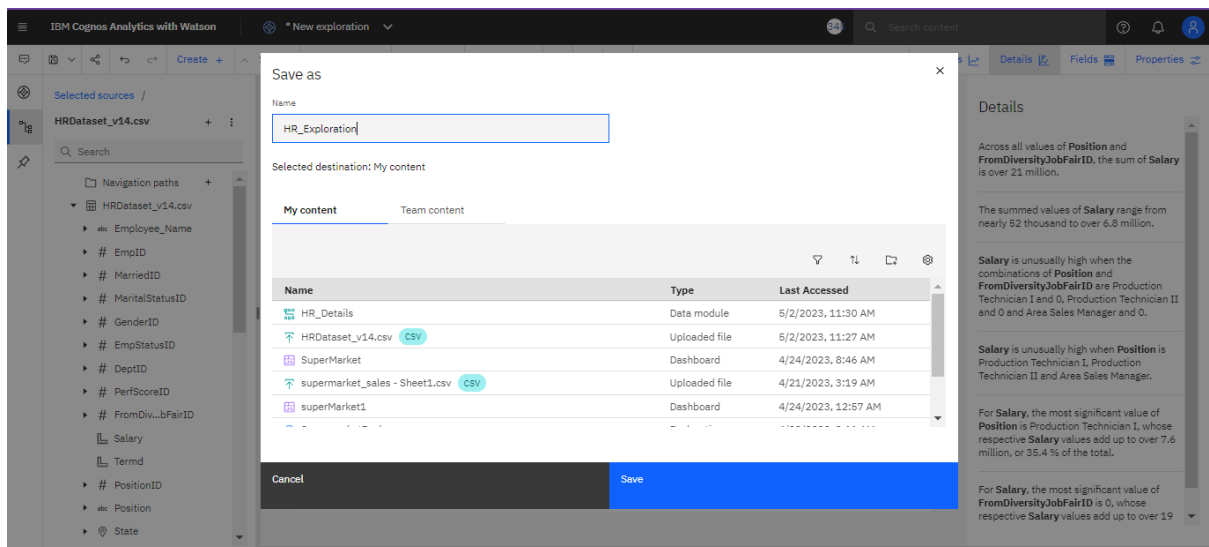 IBM Cognos Analytics with Watson
* New exploration
34
Search content
Create +
Details
Fields
Properties
Selected sources /
HRDataset_v14.csv
Search
Navigation paths
HRDataset_v14.csv
abc Employee_Name
# EmpID
# MarriedID
# MaritalStatusID
# GenderID
# EmpStatusID
# DeptID
# PerfScoreID
# FromDiv...bFairID
Salary
Termd
# PositionID
abc Position
State
Save as
Name
HR_Exploration
Selected destination: My content
My content
Team content
Name Type Last Accessed
HR_Details Data module 5/2/2023, 11:30 AM
HRDataset_v14.csv CSV Uploaded file 5/2/2023, 11:27 AM
SuperMarket Dashboard 4/24/2023, 8:46 AM
supermarket_sales - Sheet1.csv CSV Uploaded file 4/21/2023, 3:19 AM
superMarket1 Dashboard 4/24/2023, 12:57 AM
Cancel
Save
Details
Across all values of Position and
FromDiversityJobFairID, the sum of Salary
is over 21 million.
The summed values of Salary range from
nearly 52 thousand to over 6.8 million.
Salary is unusually high when the
combinations of Position and
FromDiversityJobFairID are Production
Technician I and 0, Production Technician II
and 0 and Area Sales Manager and 0.
Salary is unusually high when Position is
Production Technician I, Production
Technician II and Area Sales Manager.
For Salary, the most significant value of
Position is Production Technician I, whose
respective Salary values add up to over 7.6
million, or 35.4 % of the total.
For Salary, the most significant value of
FromDiversityJobFairID is 0, whose
respective Salary values add up to over 19